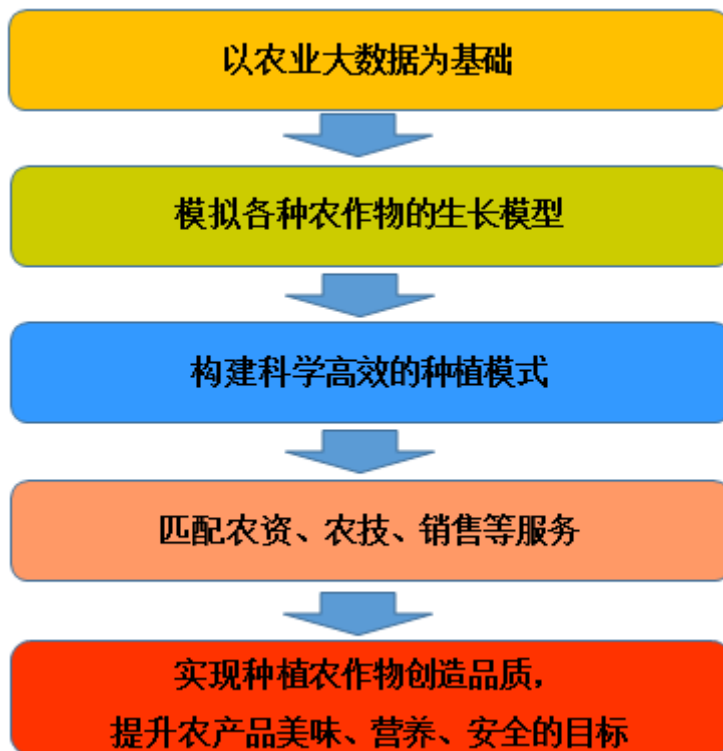 以农业大数据为基础
模拟各种农作物的生长模型
构建科学高效的种植模式
匹配农资、农技、销售等服务
实现种植农作物创造品质，
提升农产品美味、营养、安全的目标